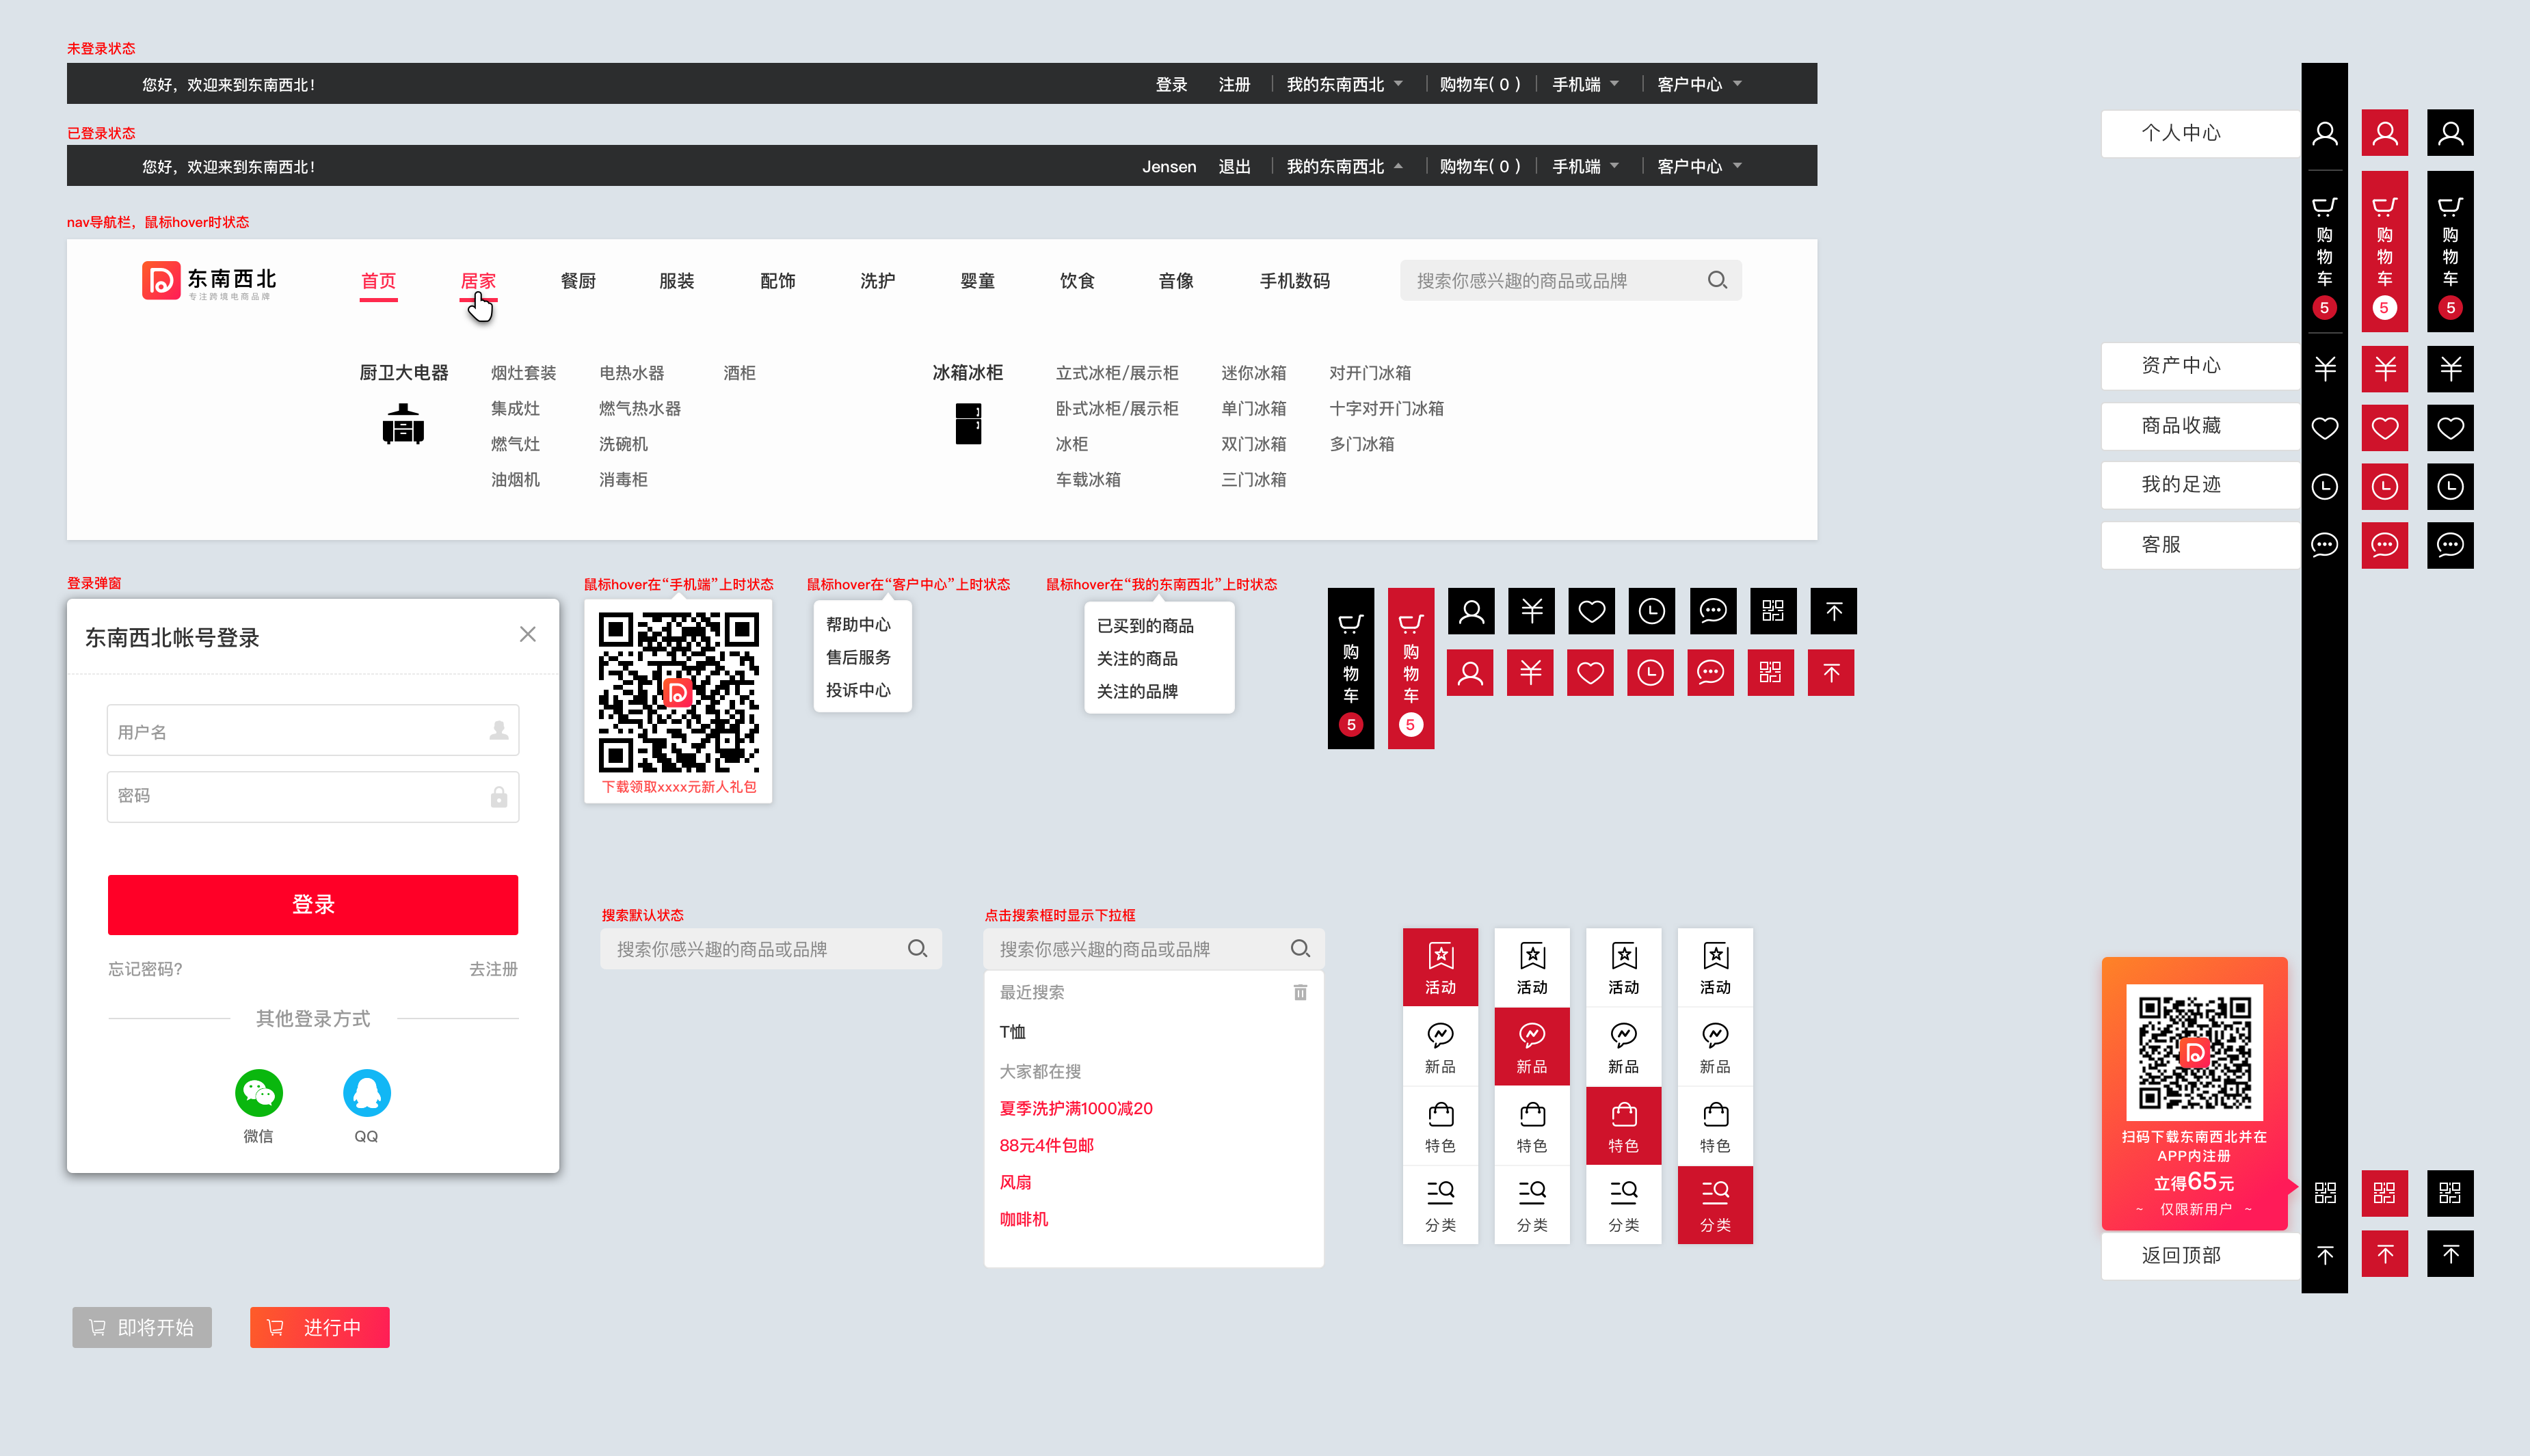 未登录状态
您好，欢迎来到东南西北！ 登录 注册 我的东南西北 购物车( 0 ) 手机端 客户中心
已登录状态
您好，欢迎来到东南西北！ Jensen 退出 我的东南西北 购物车( 0 ) 手机端 客户中心
nav导航栏，鼠标hover时状态
东南西北
专注跨境电商品牌
首页 居家 餐厨 服装 配饰 洗护 婴童 饮食 音像 手机数码 搜索你感兴趣的商品或品牌
厨卫大电器 烟灶套装 电热水器 酒柜 冰箱冰柜 立式冰柜/展示柜 迷你冰箱 对开门冰箱
集成灶 燃气热水器 卧式冰柜/展示柜 单门冰箱 十字对开门冰箱
燃气灶 洗碗机 冰柜 双门冰箱 多门冰箱
油烟机 消毒柜 车载冰箱 三门冰箱
登录弹窗
东南西北帐号登录
用户名
密码
登录
忘记密码? 去注册
其他登录方式
微信 QQ
鼠标hover在“手机端”上时状态
下载领取xxxx元新人礼包
鼠标hover在“客户中心”上时状态
帮助中心
售后服务
投诉中心
鼠标hover在“我的东南西北”上时状态
已买到的商品
关注的商品
关注的品牌
购物车 5
购物车 5
搜索默认状态
搜索你感兴趣的商品或品牌
点击搜索框时显示下拉框
搜索你感兴趣的商品或品牌
最近搜索
T恤
大家都在搜
夏季洗护满1000减20
88元4件包邮
风扇
咖啡机
活动 活动 活动 活动
新品 新品 新品 新品
特色 特色 特色 特色
分类 分类 分类 分类
即将开始 进行中
个人中心
购物车 5
购物车 5
购物车 5
资产中心
商品收藏
我的足迹
客服
扫码下载东南西北并在
APP内注册
立得65元
~ 仅限新用户 ~
返回顶部